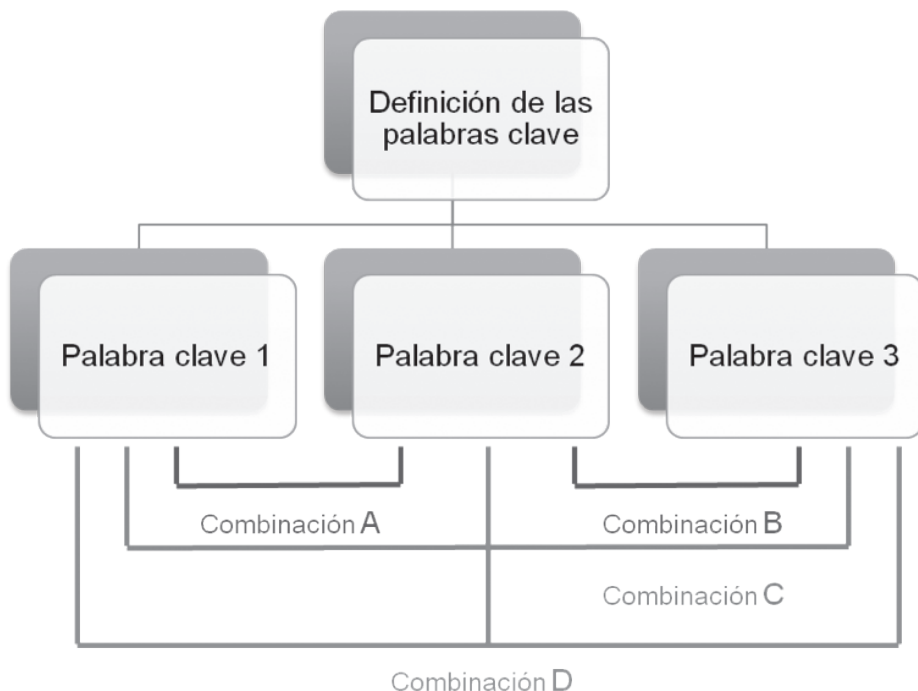 Definición de las
palabras clave
Palabra clave 1
Palabra clave 2
Palabra clave 3
Combinación A
Combinación B
Combinación C
Combinación D